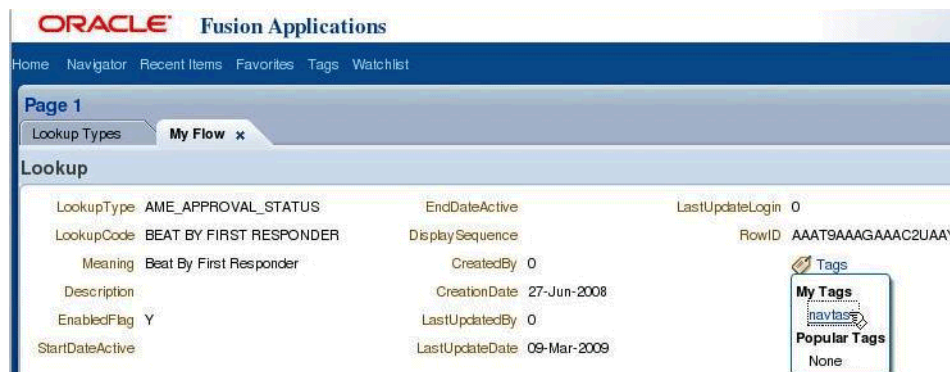 ORACLE Fusion Applications
Home Navigator Recent Items Favorites Tags Watchlist
Page 1
Lookup Types My Flow x
Lookup
LookupType AME_APPROVAL_STATUS EndDateActive LastUpdateLogin 0
LookupCode BEAT BY FIRST RESPONDER DisplaySequence RowID
Meaning Beat By First Responder CreatedBy 0 Tags
Description CreationDate 27-Jun-2008 My Tags
EnabledFlag Y LastUpdatedBy 0
Popular Tags
StartDateActive LastUpdateDate 09-Mar-2009 None